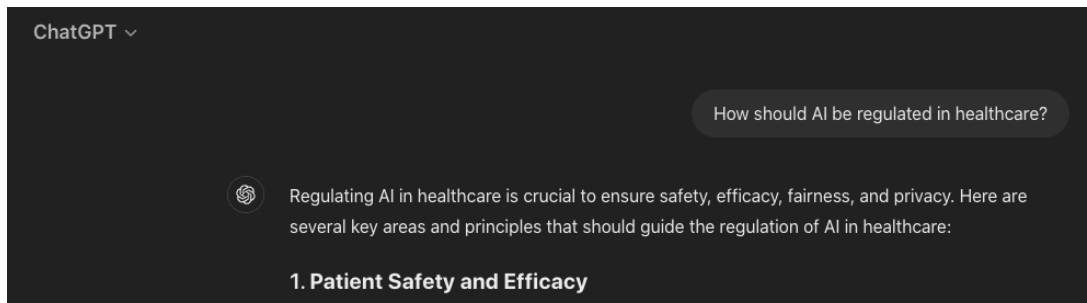 ChatGPT
How should AI be regulated in healthcare?
Regulating AI in healthcare is crucial to ensure safety, efficacy, fairness, and privacy. Here are
several key areas and principles that should guide the regulation of AI in healthcare:
1. Patient Safety and Efficacy